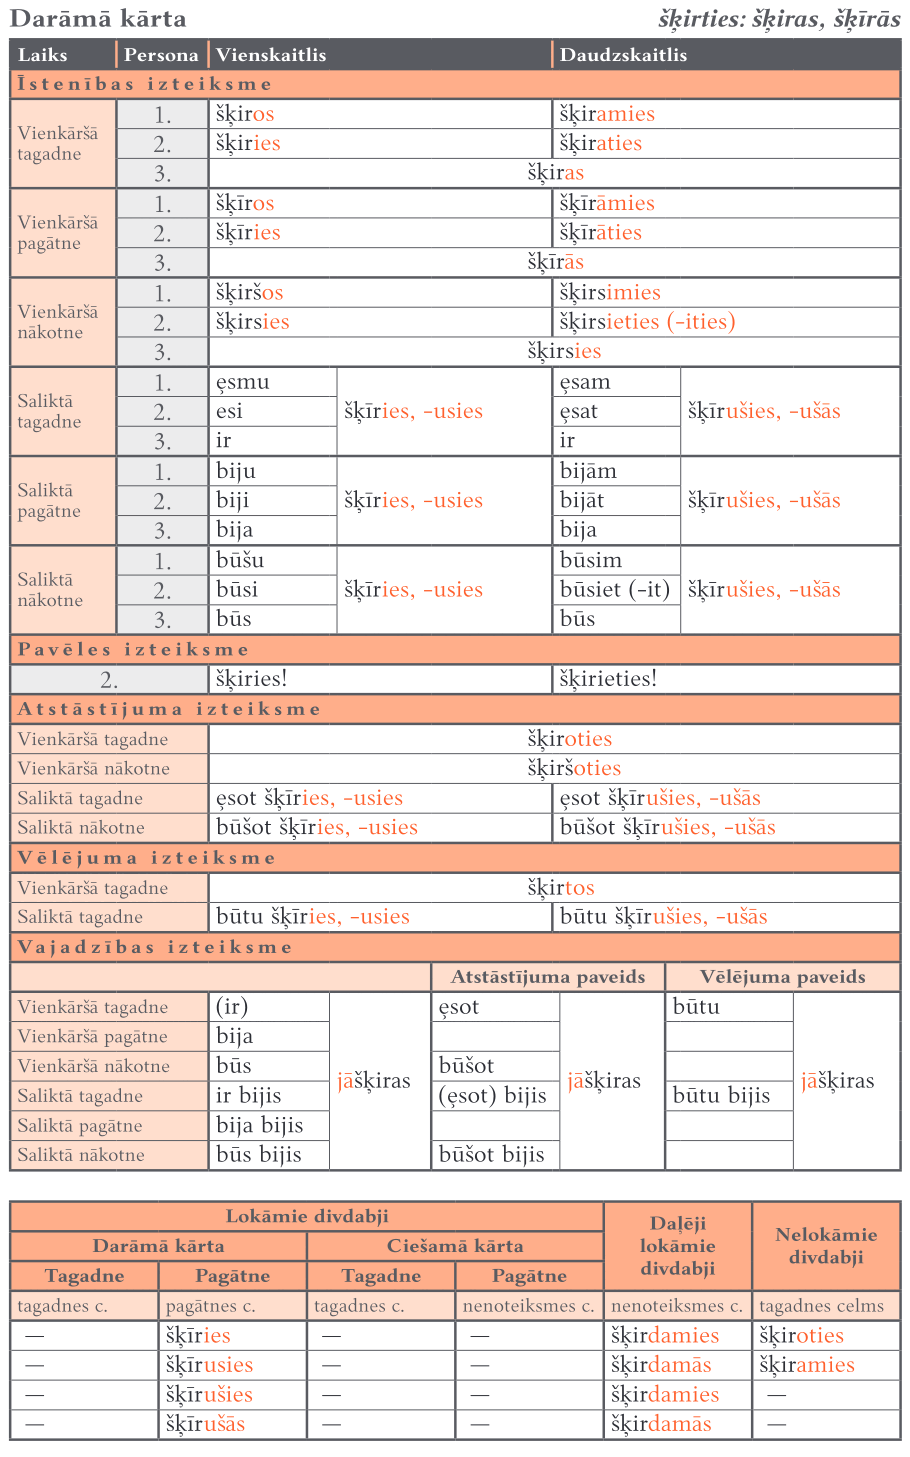 Darāmā kārta šķirties: šķiras, šķīrās
Laiks Persona Vienskaitlis Daudzskaitlis
Īstenības izteiksme
Vienkāršā tagadne
1. šķiros šķiramies
2. šķiries šķiraties
3. šķiras
Vienkāršā pagātne
1. šķīros šķīrāmies
2. šķīries šķīrāties
3. šķīrās
Vienkāršā nākotne
1. šķiršos šķirsimies
2. šķirsies šķirsieties (-ities)
3. šķirsies
Saliktā tagadne
1. ȩsmu ȩsam
2. esi šķīries, -usies ȩsat šķīrušies, -ušās
3. ir ir
Saliktā pagātne
1. biju bijām
2. biji šķīries, -usies bijāt šķīrušies, -ušās
3. bija bija
Saliktā nākotne
1. būšu būsim
2. būsi šķīries, -usies būsiet (-it) šķīrušies, -ušās
3. būs būs
Pavēles izteiksme
2. šķiries! šķirieties!
Atstāstījuma izteiksme
Vienkāršā tagadne šķiroties
Vienkāršā nākotne šķiršoties
Saliktā tagadne ȩsot šķīries, -usies ȩsot šķīrušies, -ušās
Saliktā nākotne būšot šķīries, -usies būšot šķīrušies, -ušās
Vēlējuma izteiksme
Vienkāršā tagadne šķirtos
Saliktā tagadne būtu šķīries, -usies būtu šķīrušies, -ušās
Vajadzības izteiksme
Atstāstījuma paveids Vēlējuma paveids
Vienkāršā tagadne (ir) ȩsot būtu
Vienkāršā pagātne bija
Vienkāršā nākotne būs būšot
jāšķiras jāšķiras jāšķiras
Saliktā tagadne ir bijis (ȩsot) bijis būtu bijis
Saliktā pagātne bija bijis
Saliktā nākotne būs bijis būšot bijis
Lokāmie divdabji Daļēji lokāmie divdabji Nelokāmie divdabji
Darāmā kārta Ciešamā kārta
Tagadne Pagātne Tagadne Pagātne
tagadnes c. pagātnes c. tagadnes c. nenoteiksmes c. nenoteiksmes c. tagadnes celms
— šķīries — — šķirdamies šķiroties
— šķīrusies — — šķirdamās šķiramies
— šķīrušies — — šķirdamies —
— šķīrušās — — šķirdamās —